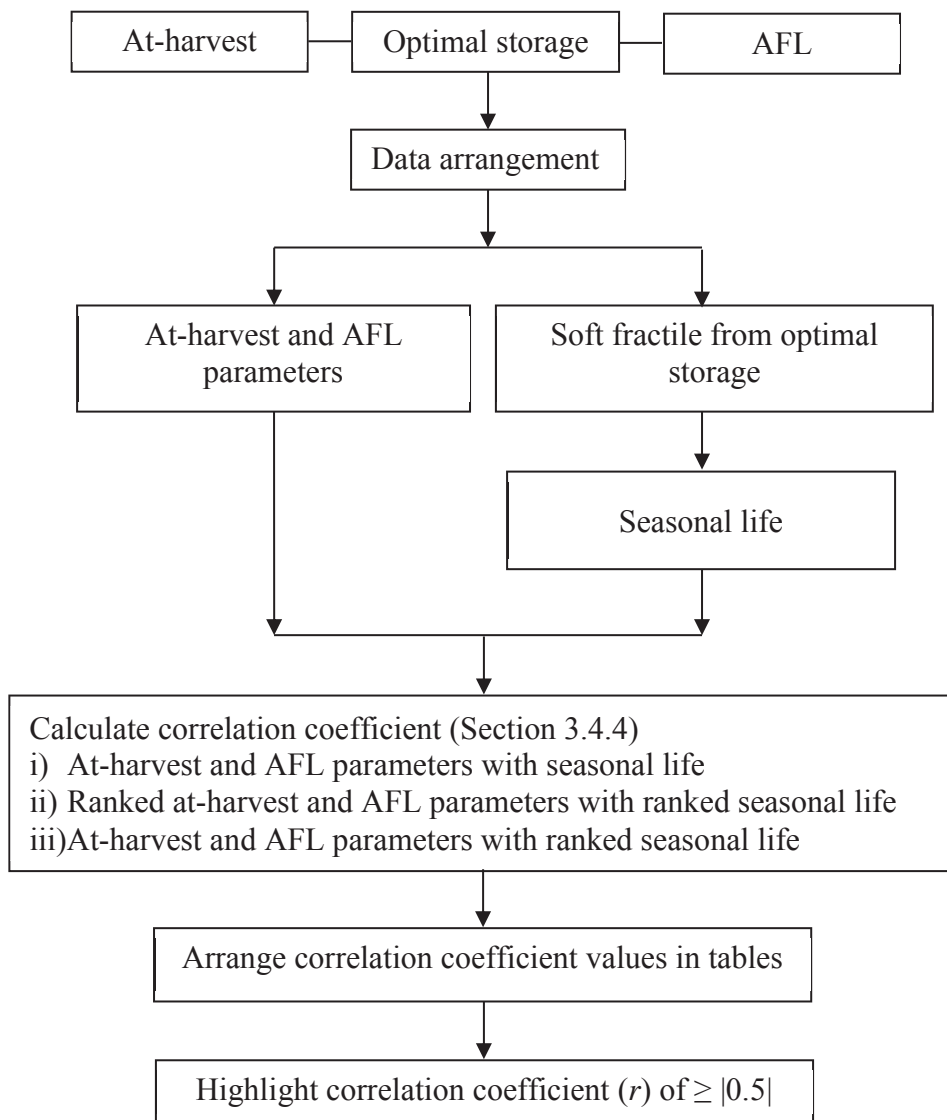 At-harvest
Optimal storage
AFL
Data arrangement
At-harvest and AFL
parameters
Soft fractile from optimal
storage
Seasonal life
Calculate correlation coefficient (Section 3.4.4)
i) At-harvest and AFL parameters with seasonal life
ii) Ranked at-harvest and AFL parameters with ranked seasonal life
iii)At-harvest and AFL parameters with ranked seasonal life
Arrange correlation coefficient values in tables
Highlight correlation coefficient (r) of ≥ |0.5|